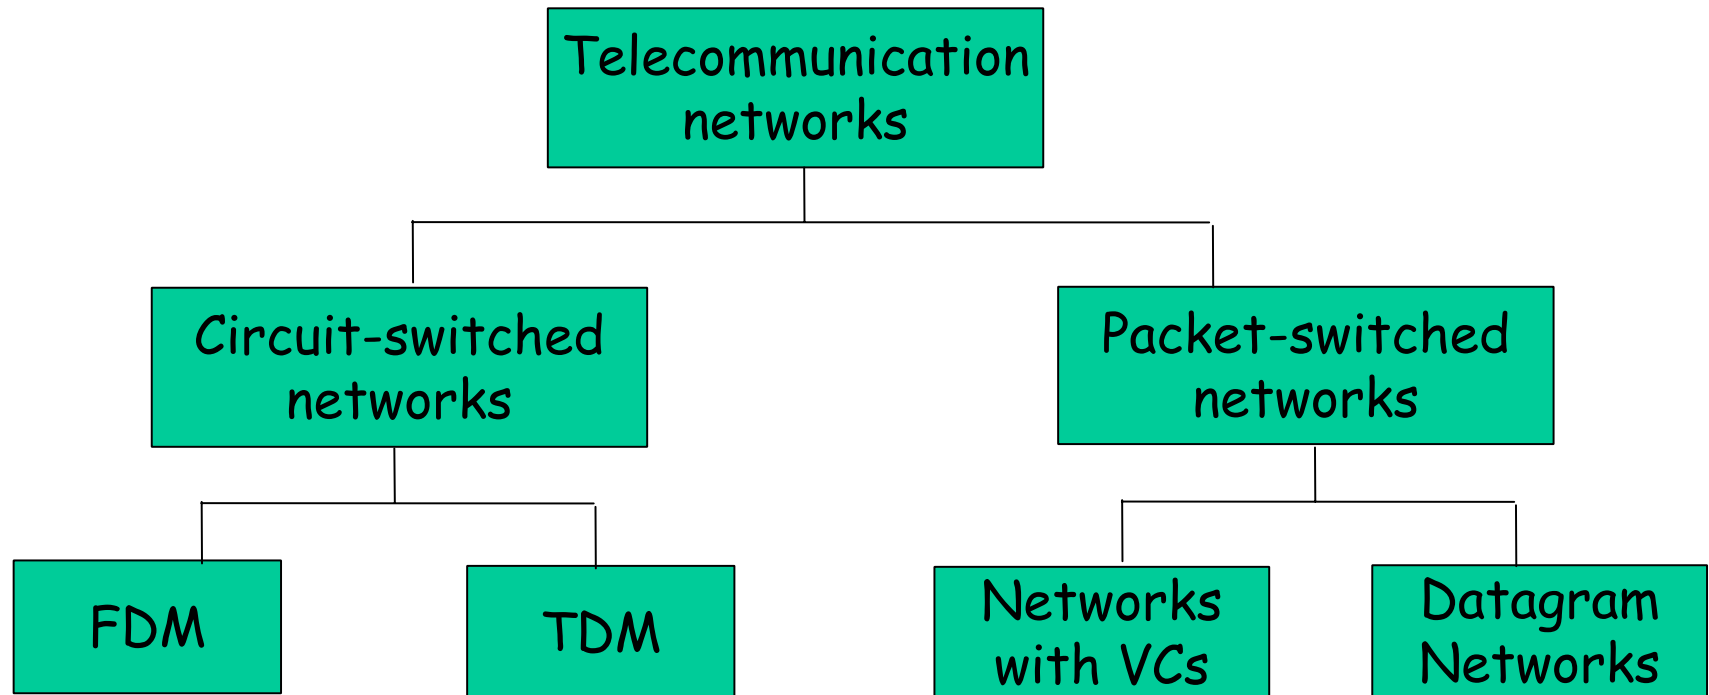 Telecommunication
networks
Circuit-switched
networks
Packet-switched
networks
FDM
TDM
Networks
with VCs
Datagram
Networks